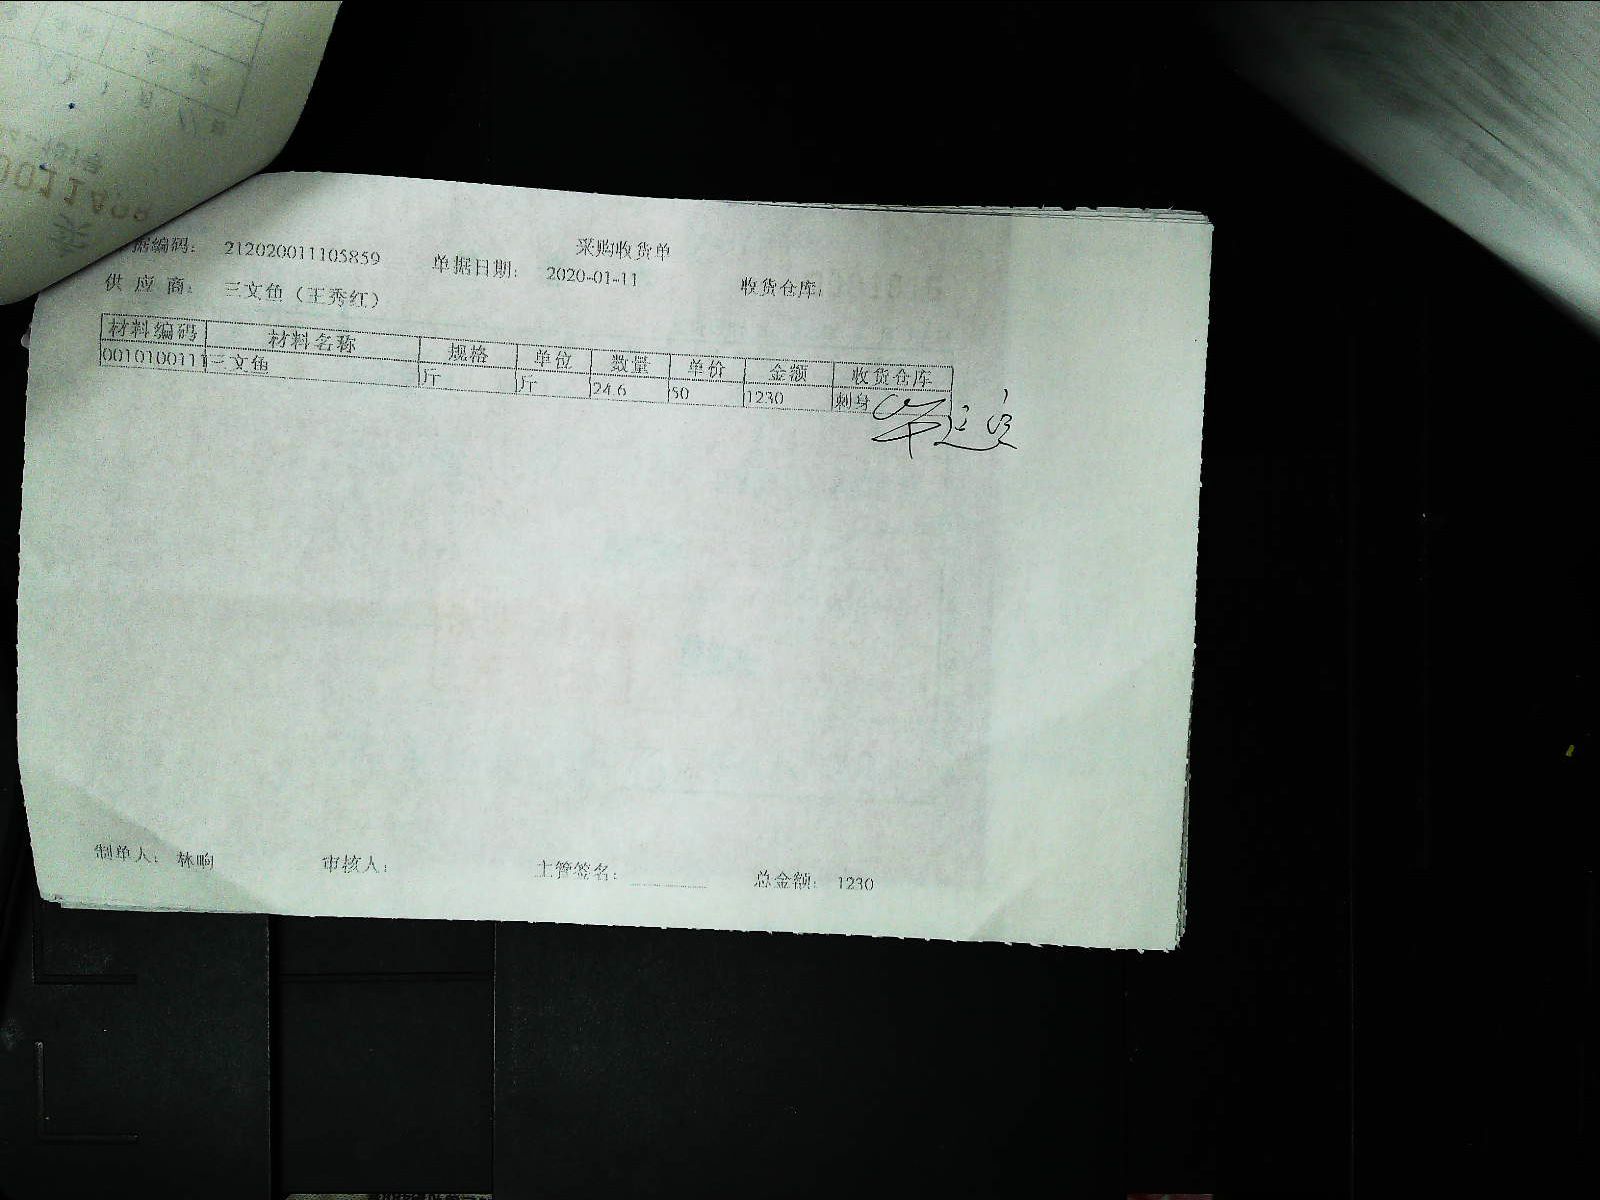 采购收货单
据编码: 212020011105859 单据日期: 2020-01-11 收货仓库:
供 应 商: 三文鱼（王秀红）
材料编码 材料名称 规格 单位 数量 单价 金额 收货仓库
0010100111 三文鱼 斤 斤 24.6 50 1230 刺身
制单人: 林响 审核人: 主管签名: 总金额: 1230